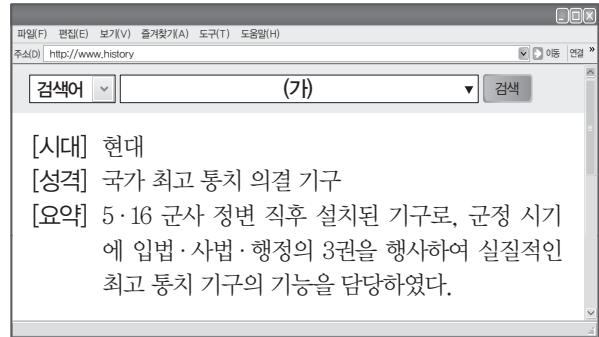 파일(F) 편집(E) 보기(V) 즐겨찾기(A) 도구(T) 도움말(H)
주소(D) http://www.history 이동 연결 »
검색어 (가) 검색
[시대] 현대
[성격] 국가 최고 통치 의결 기구
[요약] 5·16 군사 정변 직후 설치된 기구로, 군정 시기
에 입법·사법·행정의 3권을 행사하여 실질적인
최고 통치 기구의 기능을 담당하였다.